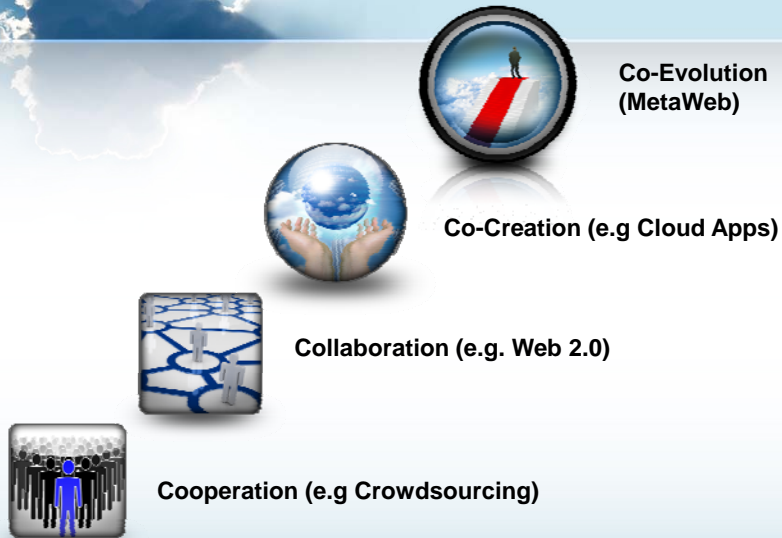 Co-Evolution
(MetaWeb)
Co-Creation (e.g Cloud Apps)
Collaboration (e.g. Web 2.0)
Cooperation (e.g Crowdsourcing)